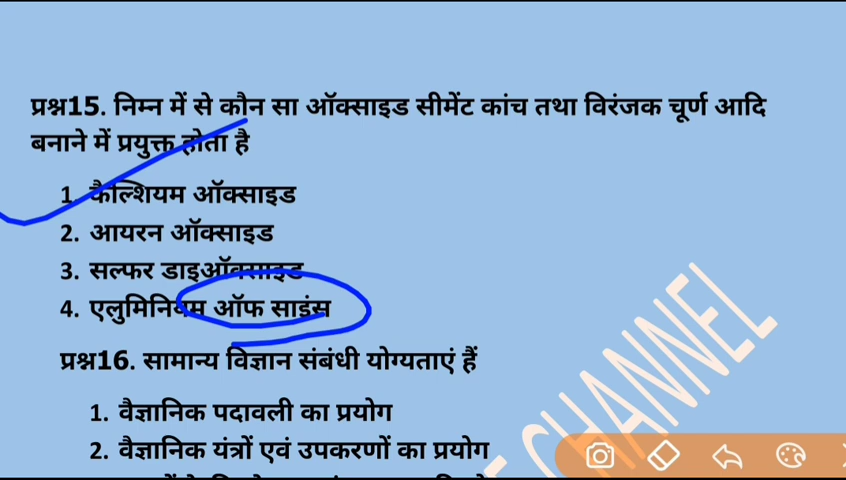 प्रश्न15. निम्न में से कौन सा ऑक्साइड सीमेंट कांच तथा विरंजक चूर्ण आदि
बनाने में प्रयुक्त होता है
1. कैल्शियम ऑक्साइड
2. आयरन ऑक्साइड
3. सल्फर डाइऑक्साइड
4. एलुमिनियम ऑफ साइंस
प्रश्न16. सामान्य विज्ञान संबंधी योग्यताएं हैं
1. वैज्ञानिक पदावली का प्रयोग
2. वैज्ञानिक यंत्रों एवं उपकरणों का प्रयोग
CHANNEL